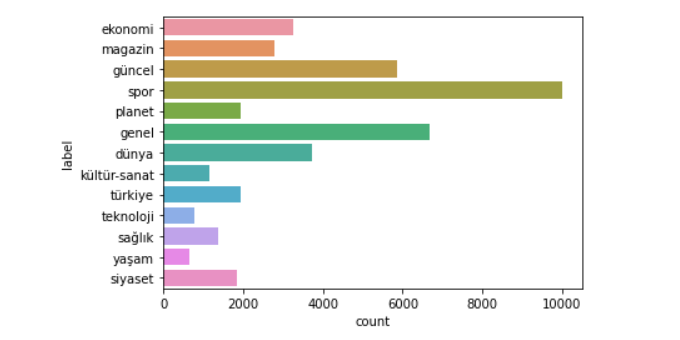 ekonomi
magazin
güncel
spor
planet
genel
dünya
kültür-sanat
türkiye
teknoloji
sağlık
yaşam
siyaset
label
0 2000 4000 6000 8000 10000
count